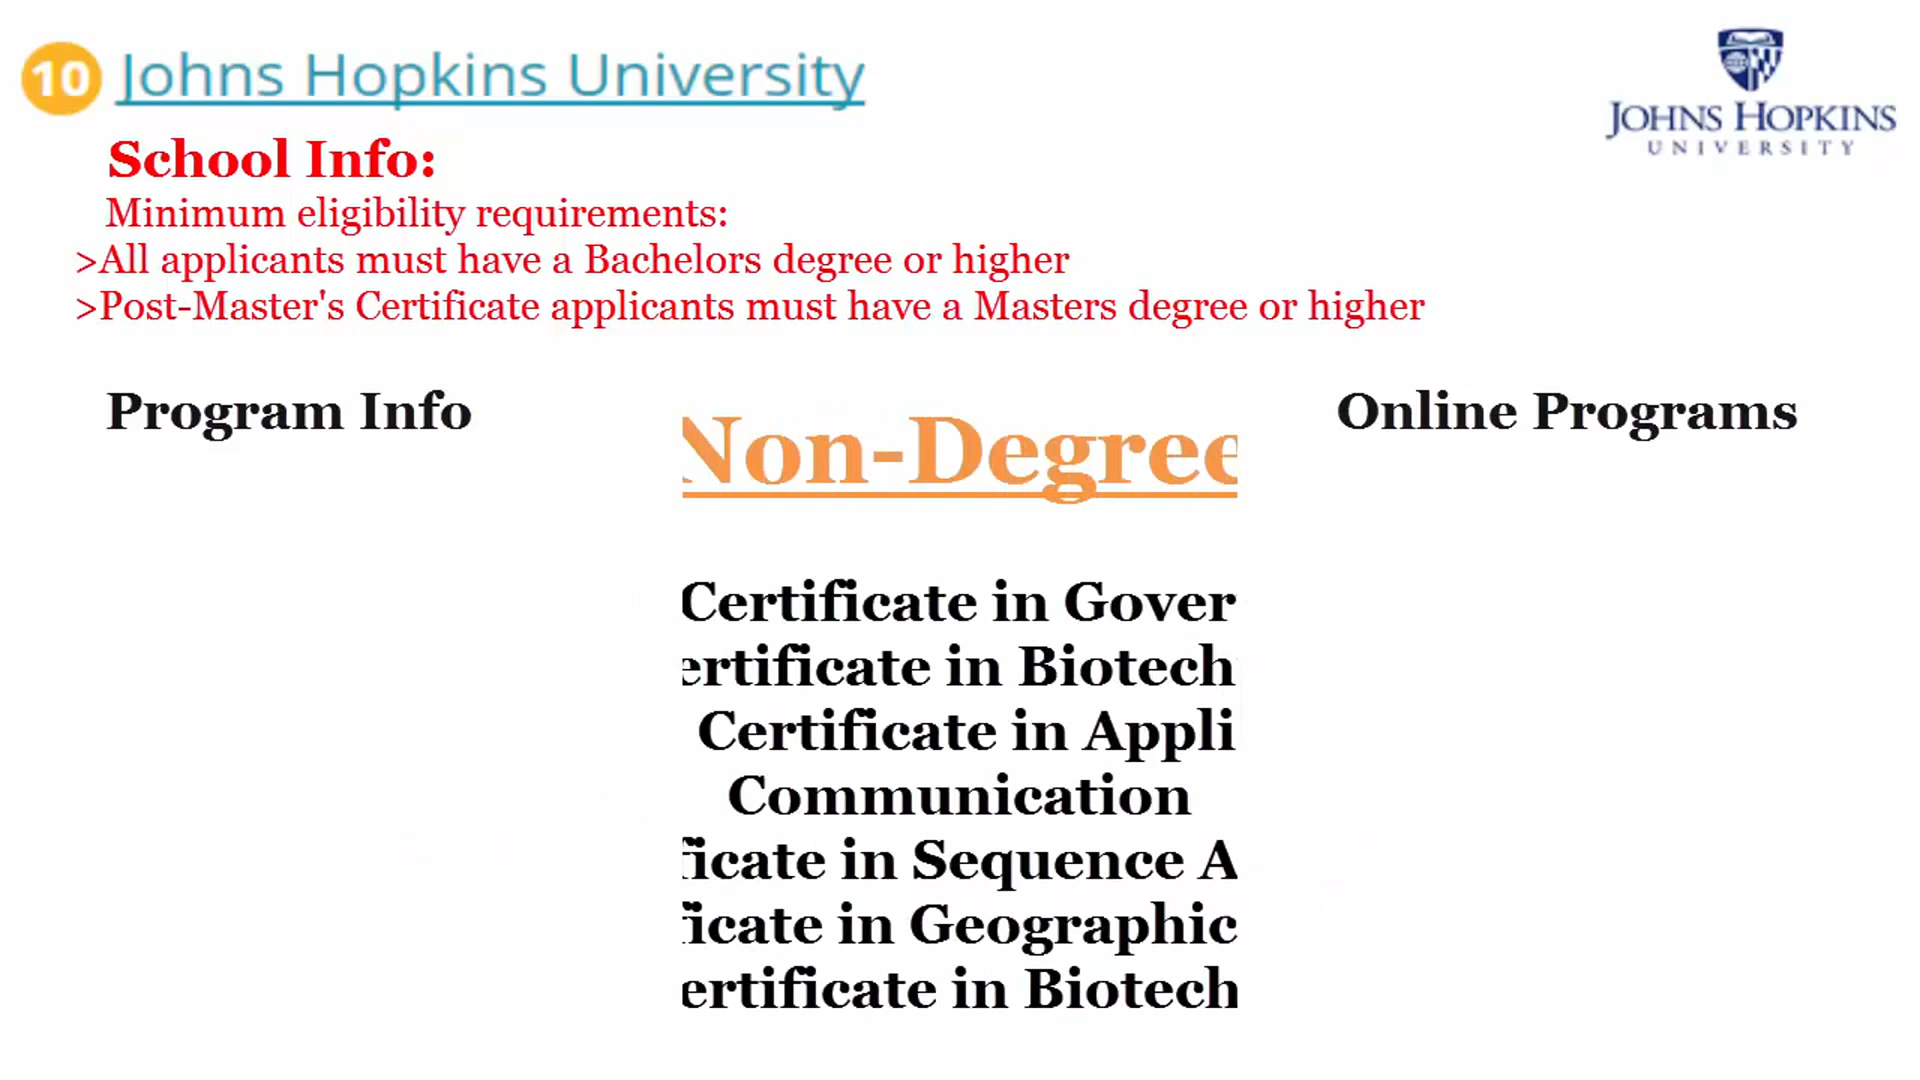 10 Johns Hopkins University
JOHNS HOPKINS
UNIVERSITY
School Info:
Minimum eligibility requirements:
>All applicants must have a Bachelors degree or higher
>Post-Master's Certificate applicants must have a Masters degree or higher
Program Info
Online Programs
Non-Degree
Certificate in Gover
ertificate in Biotech
Certificate in Appli
Communication
ficate in Sequence A
ficate in Geographic
ertificate in Biotech